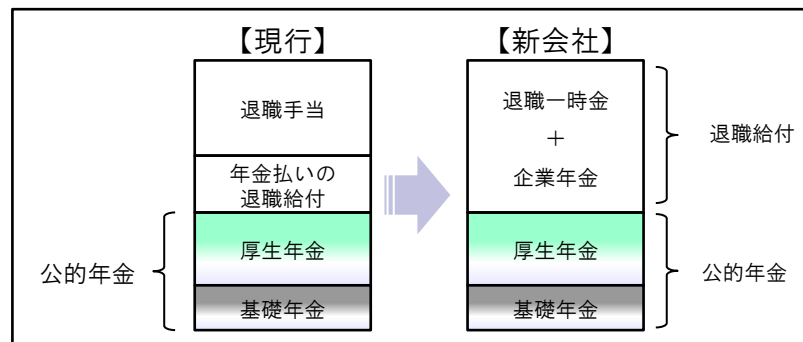 【現行】
【新会社】
退職手当
年金払いの
退職給付
厚生年金
基礎年金
公的年金
退職一時金
＋
企業年金
厚生年金
基礎年金
退職給付
公的年金